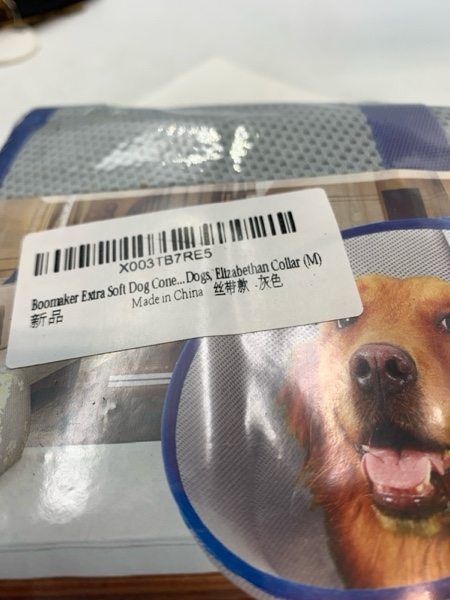 X003TB7RE5
Boomaker Extra Soft Dog Cone...Dogs, Elizabethan Collar (M)
新品
Made in China 丝带款 -灰色